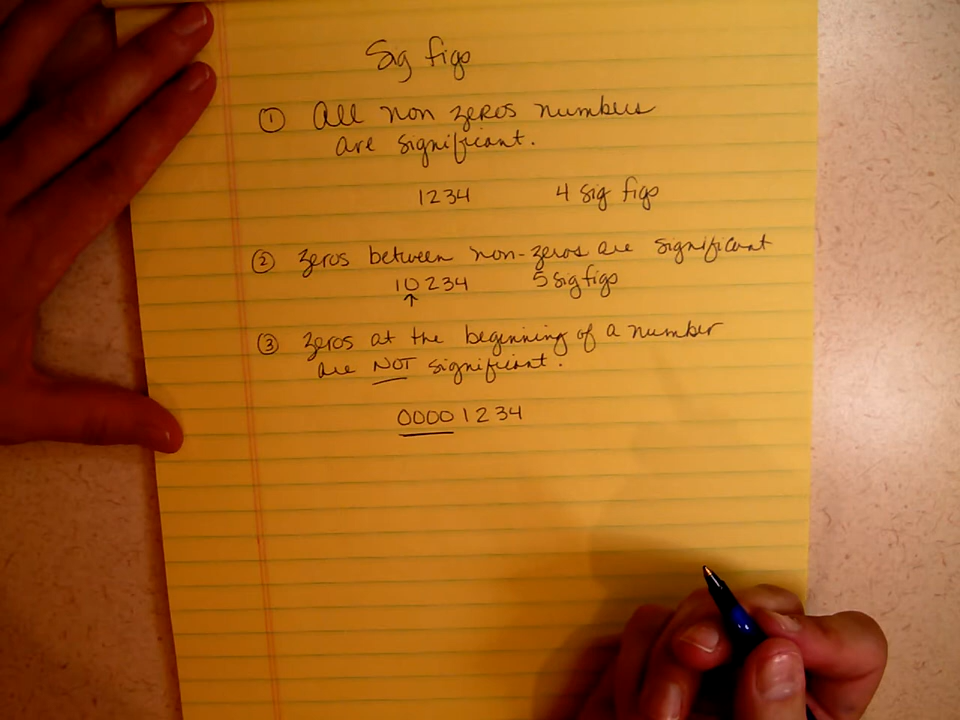 Sig figs
① All non zeros numbers
are significant.
1234 4 sig figs
② Zeros between non-zeros are significant
10234 5 sig figs
↑
③ Zeros at the beginning of a number
are NOT significant.
00001234